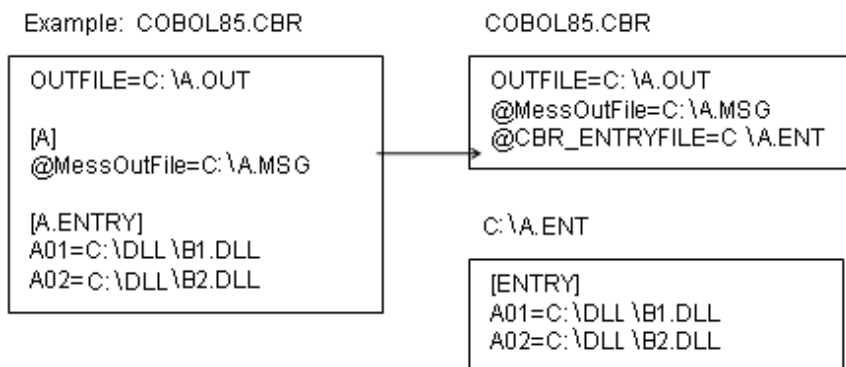 Example: COBOL85.CBR
OUTFILE=C:\A.OUT
[A]
@MessOutFile=C:\A.MSG
[A.ENTRY]
A01=C:\DLL\B1.DLL
A02=C:\DLL\B2.DLL
COBOL85.CBR
OUTFILE=C:\A.OUT
@MessOutFile=C:\A.MSG
@CBR_ENTRYFILE=C \A.ENT
C:\A.ENT
[ENTRY]
A01=C:\DLL\B1.DLL
A02=C:\DLL\B2.DLL